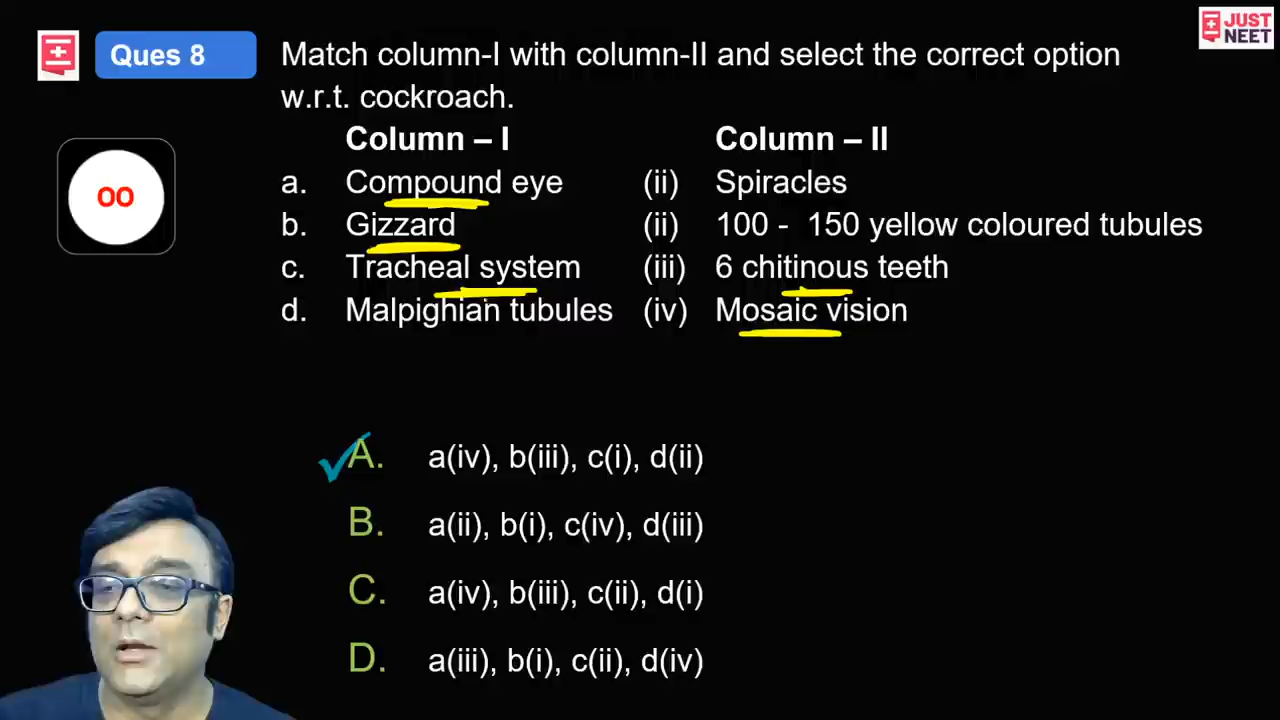 JUST
NEET
Ques 8
Match column-I with column-II and select the correct option
w.r.t. cockroach.
Column – I Column – II
a. Compound eye (ii) Spiracles
b. Gizzard (ii) 100 - 150 yellow coloured tubules
c. Tracheal system (iii) 6 chitinous teeth
d. Malpighian tubules (iv) Mosaic vision
00
A. a(iv), b(iii), c(i), d(ii)
B. a(ii), b(i), c(iv), d(iii)
C. a(iv), b(iii), c(ii), d(i)
D. a(iii), b(i), c(ii), d(iv)